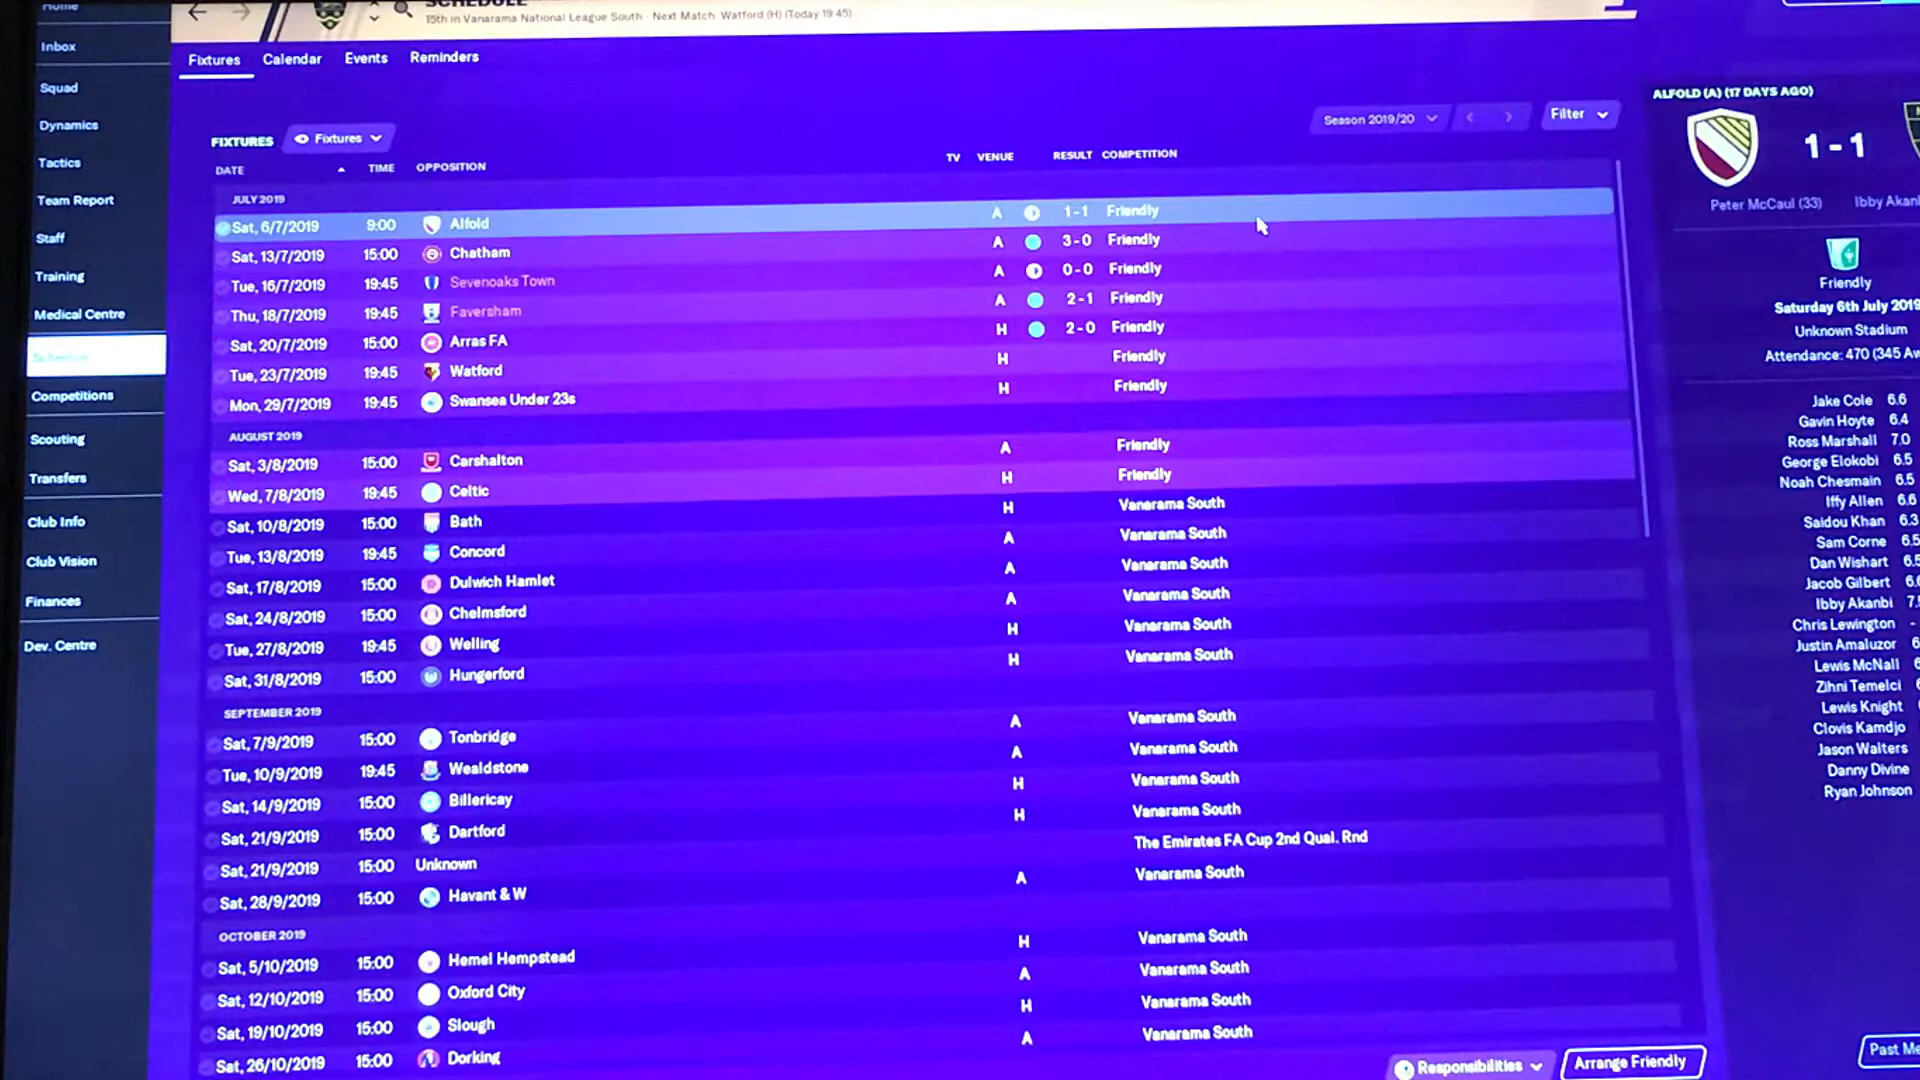 Home
SCHEDULE
15th in Vanarama National League South - Next Match: Watford (H) (Today 19:45)
Inbox
Squad
Dynamics
Tactics
Team Report
Staff
Training
Medical Centre
Competitions
Scouting
Transfers
Club Info
Club Vision
Finances
Dev. Centre
Fixtures Calendar Events Reminders
Season 2019/20 Filter
FIXTURES Fixtures
DATE TIME OPPOSITION TV VENUE RESULT COMPETITION
JULY 2019
Sat, 6/7/2019 9:00 Alfold A 1-1 Friendly
Sat, 13/7/2019 15:00 Chatham A 3-0 Friendly
Tue, 16/7/2019 19:45 Sevenoaks Town A 0-0 Friendly
Thu, 18/7/2019 19:45 Faversham A 2-1 Friendly
Sat, 20/7/2019 15:00 Arras FA H 2-0 Friendly
Tue, 23/7/2019 19:45 Watford H Friendly
Mon, 29/7/2019 19:45 Swansea Under 23s H Friendly
AUGUST 2019
Sat, 3/8/2019 15:00 Carshalton A Friendly
Wed, 7/8/2019 19:45 Celtic H Friendly
Sat, 10/8/2019 15:00 Bath H Vanarama South
Tue, 13/8/2019 19:45 Concord A Vanarama South
Sat, 17/8/2019 15:00 Dulwich Hamlet A Vanarama South
Sat, 24/8/2019 15:00 Chelmsford A Vanarama South
Tue, 27/8/2019 19:45 Welling H Vanarama South
Sat, 31/8/2019 15:00 Hungerford H Vanarama South
SEPTEMBER 2019
Sat, 7/9/2019 15:00 Tonbridge A Vanarama South
Tue, 10/9/2019 19:45 Wealdstone A Vanarama South
Sat, 14/9/2019 15:00 Billericay H Vanarama South
Sat, 21/9/2019 15:00 Dartford H Vanarama South
Sat, 21/9/2019 15:00 Unknown The Emirates FA Cup 2nd Qual. Rnd
Sat, 28/9/2019 15:00 Havant & W A Vanarama South
OCTOBER 2019
Sat, 5/10/2019 15:00 Hemel Hempstead H Vanarama South
Sat, 12/10/2019 15:00 Oxford City A Vanarama South
Sat, 19/10/2019 15:00 Slough H Vanarama South
Sat, 26/10/2019 15:00 Dorking A Vanarama South
Responsibilities Arrange Friendly
ALFOLD (A) (17 DAYS AGO)
1 - 1
Peter McCaul (33) Ibby Akanb
Friendly
Saturday 6th July 2019
Unknown Stadium
Attendance: 470 (345 Aw
Jake Cole 6.6
Gavin Hoyte 6.4
Ross Marshall 7.0
George Elokobi 6.5
Noah Chesmain 6.5
Iffy Allen 6.6
Saidou Khan 6.3
Sam Corne 6.5
Dan Wishart 6.5
Jacob Gilbert 6.
Ibby Akanbi 7.
Chris Lewington -
Justin Amaluzor 6
Lewis McNall 6
Zihni Temelci 6
Lewis Knight
Clovis Kamdjo
Jason Walters
Danny Divine
Ryan Johnson
Past Me